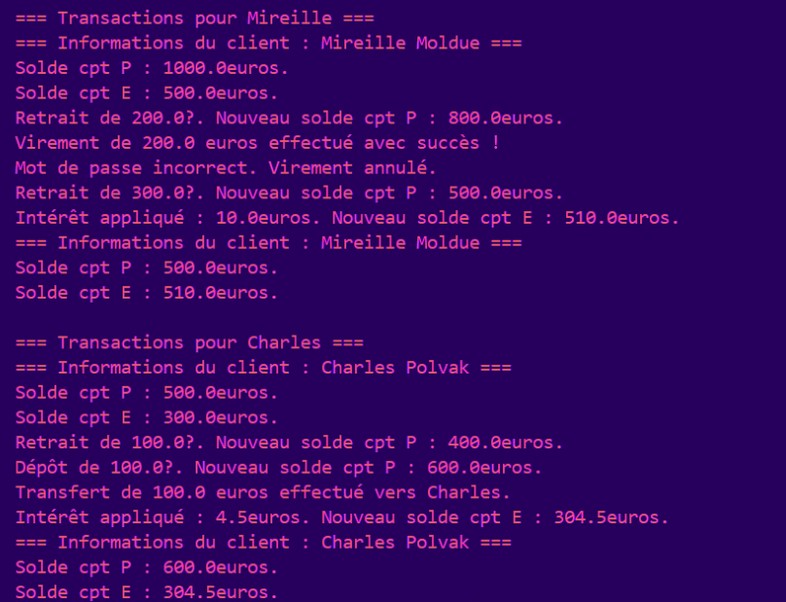 === Transactions pour Mireille ===
=== Informations du client : Mireille Moldue ===
Solde cpt P : 1000.0euros.
Solde cpt E : 500.0euros.
Retrait de 200.0?. Nouveau solde cpt P : 800.0euros.
Virement de 200.0 euros effectué avec succès !
Mot de passe incorrect. Virement annulé.
Retrait de 300.0?. Nouveau solde cpt P : 500.0euros.
Intérêt appliqué : 10.0euros. Nouveau solde cpt E : 510.0euros.
=== Informations du client : Mireille Moldue ===
Solde cpt P : 500.0euros.
Solde cpt E : 510.0euros.

=== Transactions pour Charles ===
=== Informations du client : Charles Polvak ===
Solde cpt P : 500.0euros.
Solde cpt E : 300.0euros.
Retrait de 100.0?. Nouveau solde cpt P : 400.0euros.
Dépôt de 100.0?. Nouveau solde cpt P : 600.0euros.
Transfert de 100.0 euros effectué vers Charles.
Intérêt appliqué : 4.5euros. Nouveau solde cpt E : 304.5euros.
=== Informations du client : Charles Polvak ===
Solde cpt P : 600.0euros.
Solde cpt E : 304.5euros.